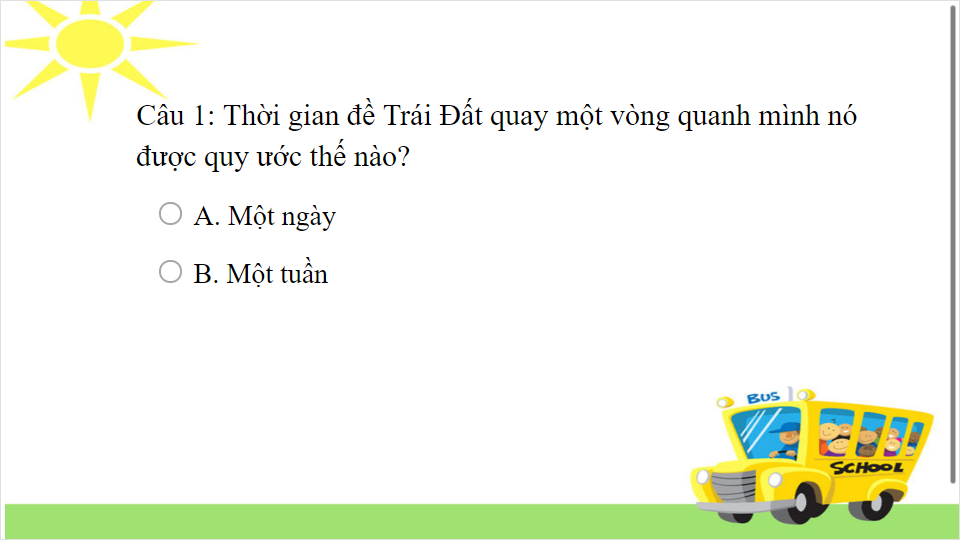 Câu 1: Thời gian đề Trái Đất quay một vòng quanh mình nó
được quy ước thế nào?
A. Một ngày
B. Một tuần
BUS
SCHOOL